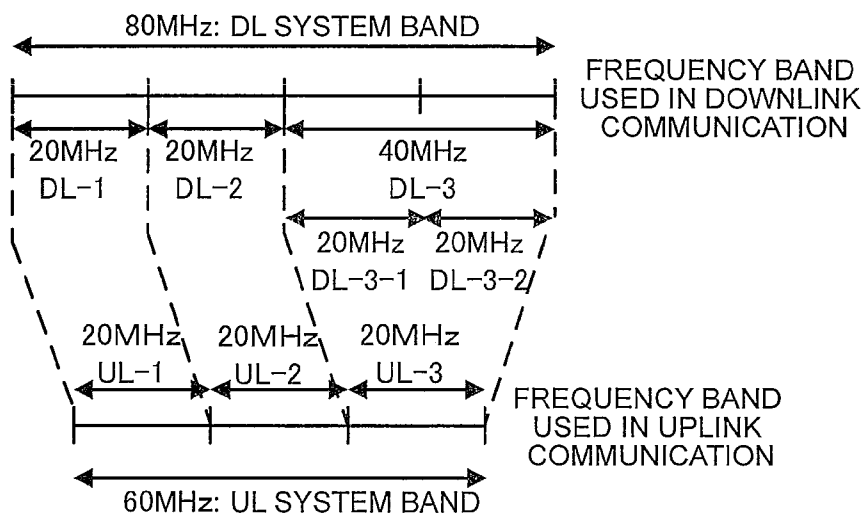 80MHz: DL SYSTEM BAND
FREQUENCY BAND
USED IN DOWNLINK
COMMUNICATION
20MHz 20MHz 40MHz
DL-1 DL-2 DL-3
20MHz 20MHz
DL-3-1 DL-3-2
20MHz 20MHz 20MHz
UL-1 UL-2 UL-3
FREQUENCY BAND
USED IN UPLINK
COMMUNICATION
60MHz: UL SYSTEM BAND